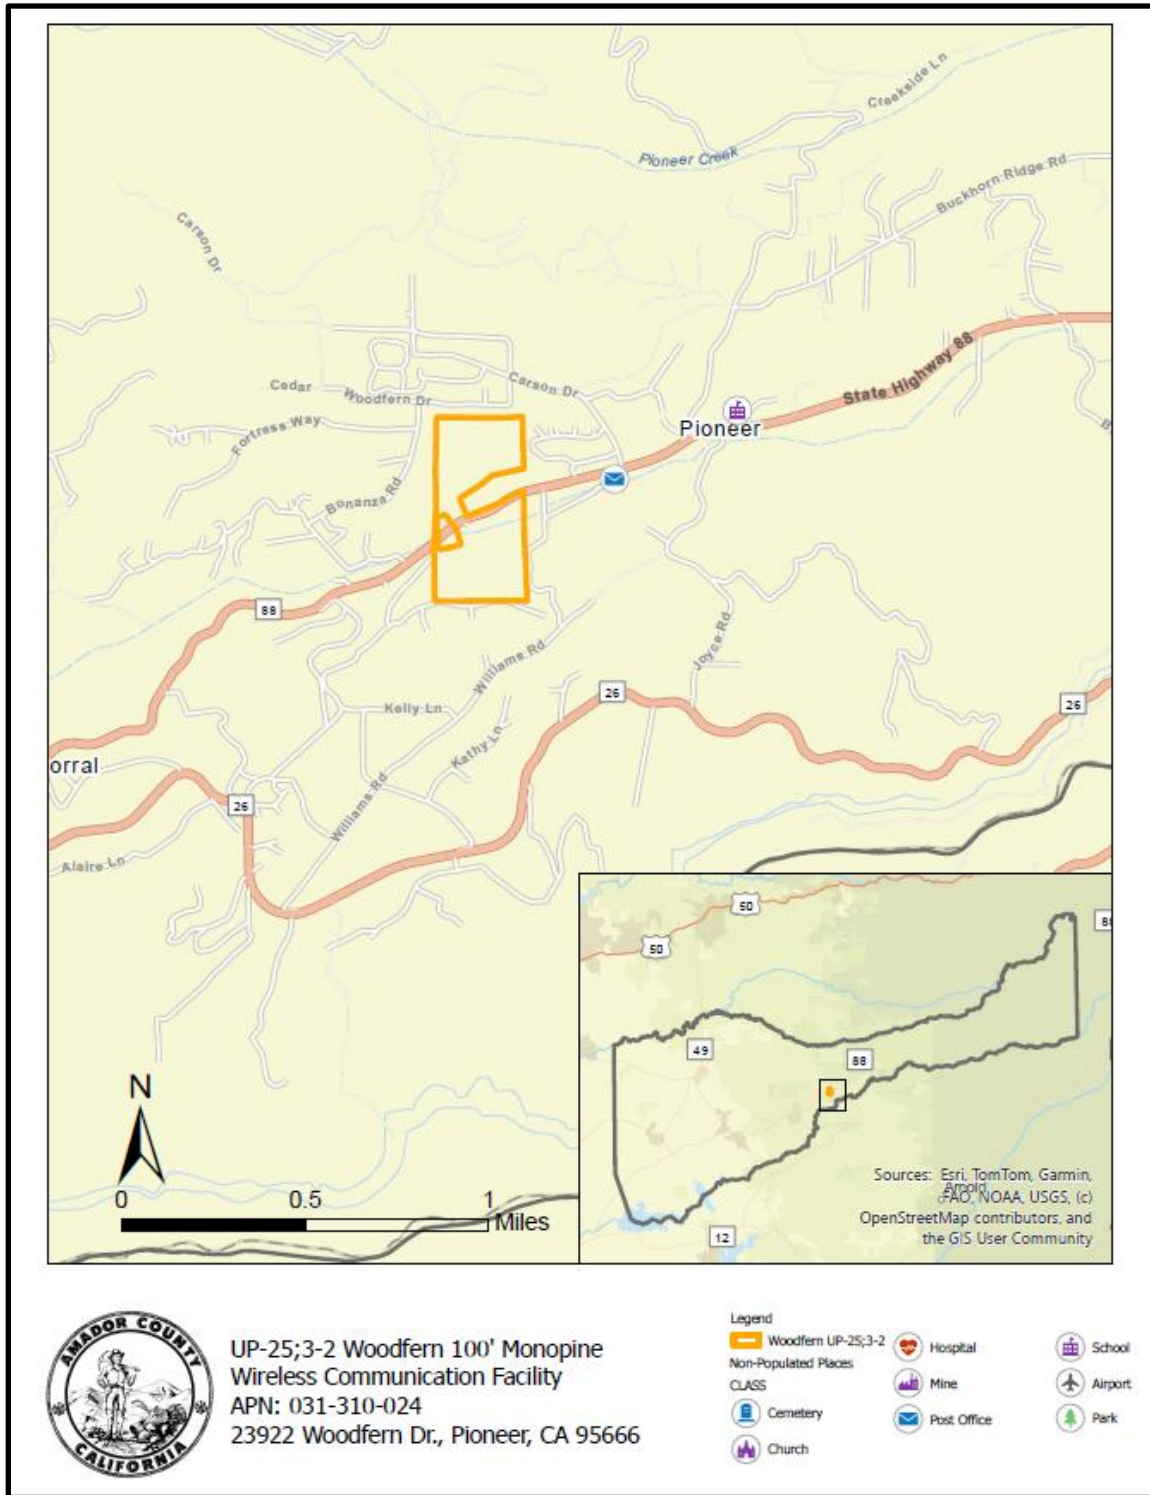 Creekside Ln
Pioneer Creek
Buckhorn Ridge Rd
Carson Dr
State Highway 88
Cedar
Woodfern Dr
Carson Dr
Fortress Way
Pioneer
B
Bonanza Rd
88
Joyce Rd
Williams Rd
26
26
Kelly Ln
Kathy Ln
orral
26
Williams Rd
Alaire Ln
50
50
88
49
88
12
Arnold
Sources: Esri, TomTom, Garmin,
FAO, NOAA, USGS, (c)
OpenStreetMap contributors, and
the GIS User Community
N
0 0.5 1
Miles
AMADOR COUNTY
CALIFORNIA
UP-25;3-2 Woodfern 100' Monopine
Wireless Communication Facility
APN: 031-310-024
23922 Woodfern Dr., Pioneer, CA 95666
Legend
Woodfern UP-25;3-2
Non-Populated Places
CLASS
Cemetery
Church
Hospital
Mine
Post Office
School
Airport
Park